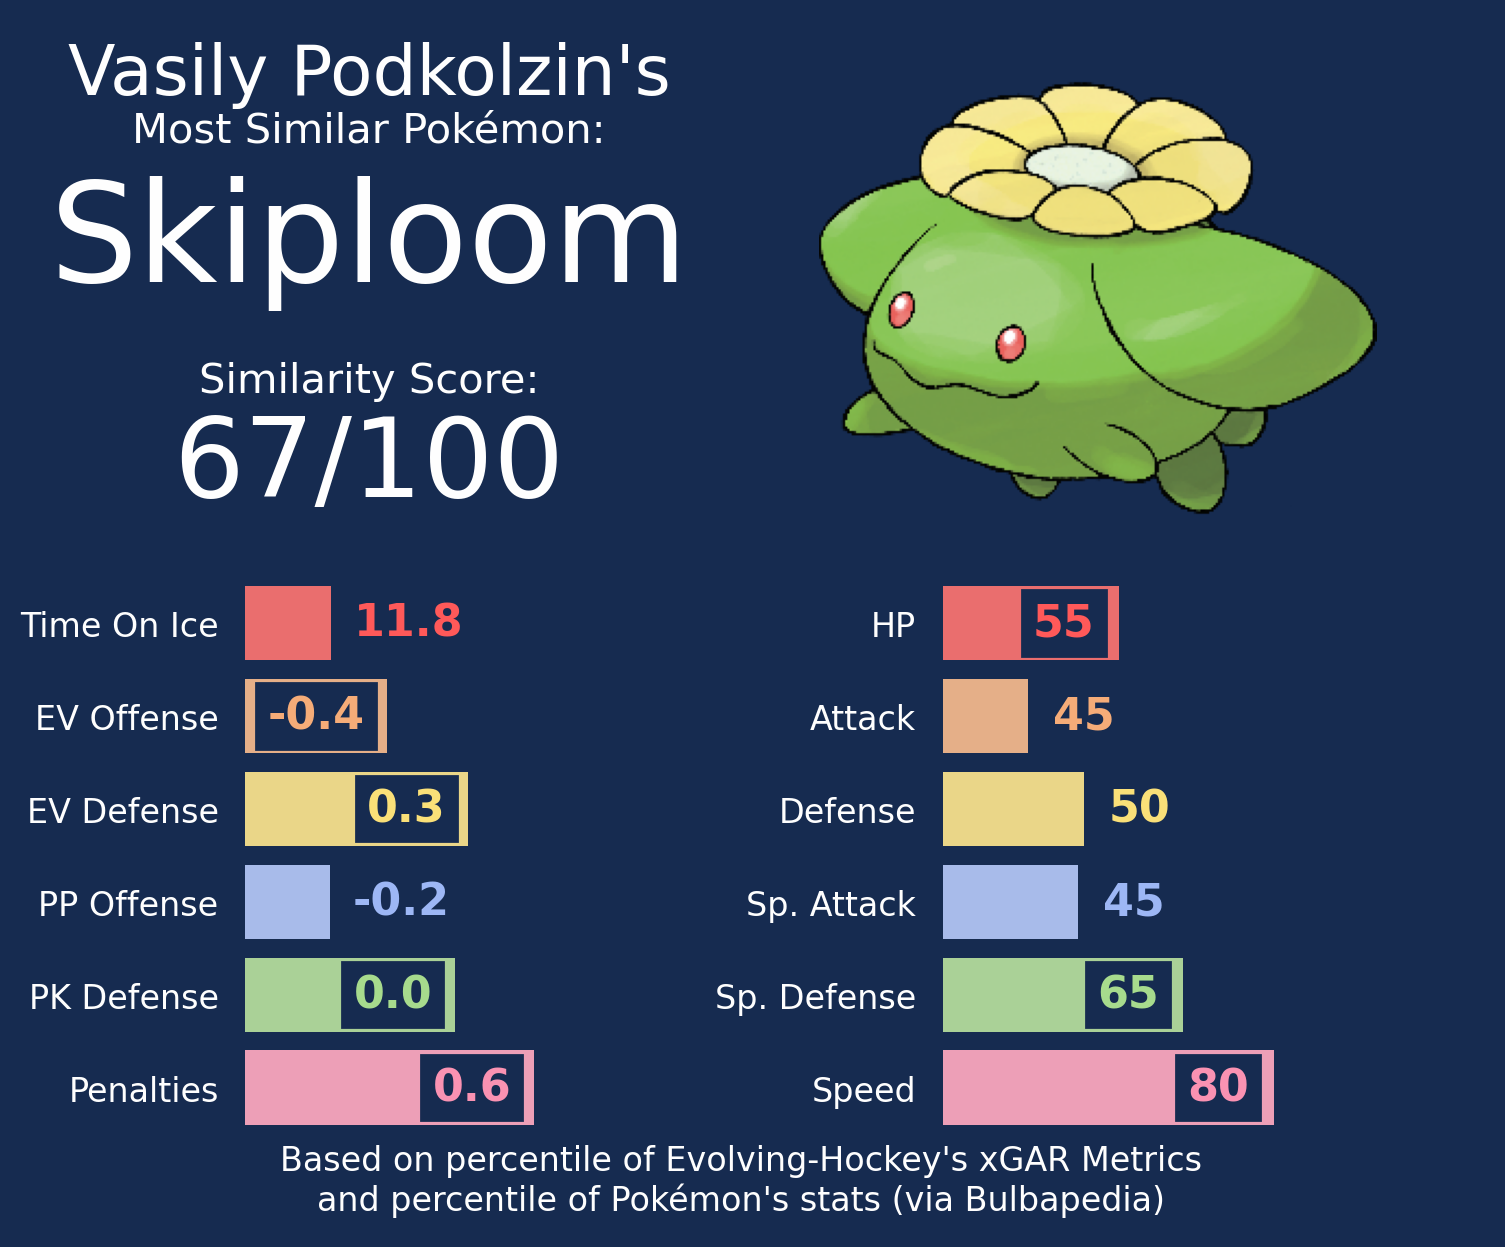 Vasily Podkolzin's
Most Similar Pokémon:
Skiploom
Similarity Score:
67/100
Time On Ice 11.8
EV Offense -0.4
EV Defense 0.3
PP Offense -0.2
PK Defense 0.0
Penalties 0.6
HP 55
Attack 45
Defense 50
Sp. Attack 45
Sp. Defense 65
Speed 80
Based on percentile of Evolving-Hockey's xGAR Metrics
and percentile of Pokémon's stats (via Bulbapedia)